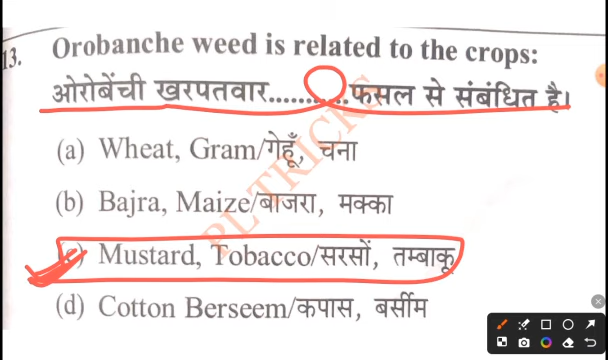 13. Orobanche weed is related to the crops:
ओरोबेंची खरपतवार............फसल से संबंधित है।
(a) Wheat, Gram/गेहूँ, चना
(b) Bajra, Maize/बाजरा, मक्का
(c) Mustard, Tobacco/सरसों, तम्बाकू
(d) Cotton Berseem/कपास, बर्सीम
PLTRICKS